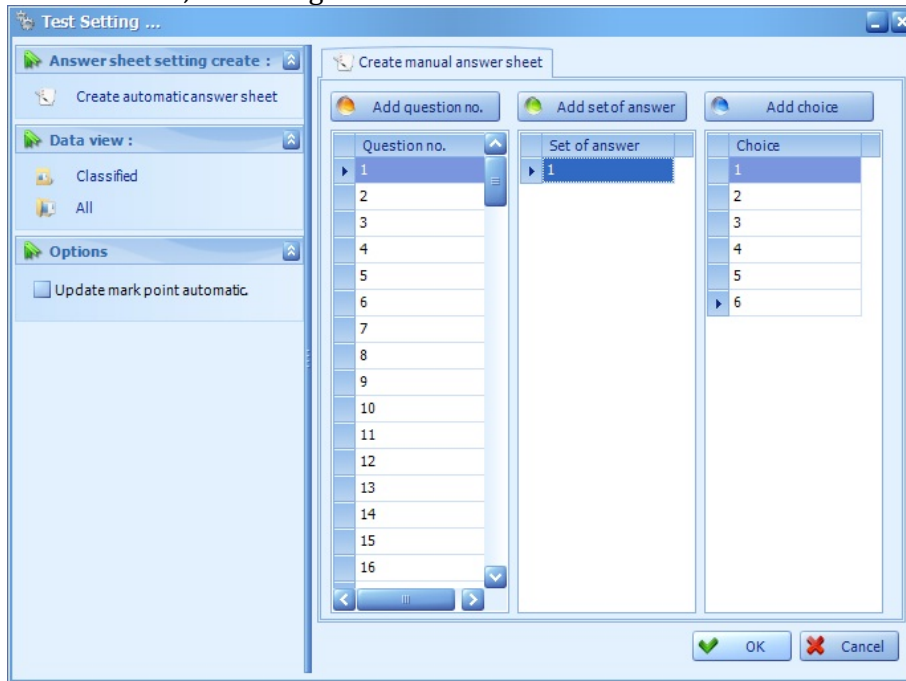 Test Setting ...
Answer sheet setting create :
Create automatic answer sheet
Data view :
Classified
All
Options
Update mark point automatic.
Create manual answer sheet
Add question no.
Add set of answer
Add choice
Question no.
1
2
3
4
5
6
7
8
9
10
11
12
13
14
15
16
Set of answer
1
Choice
1
2
3
4
5
6
OK
Cancel